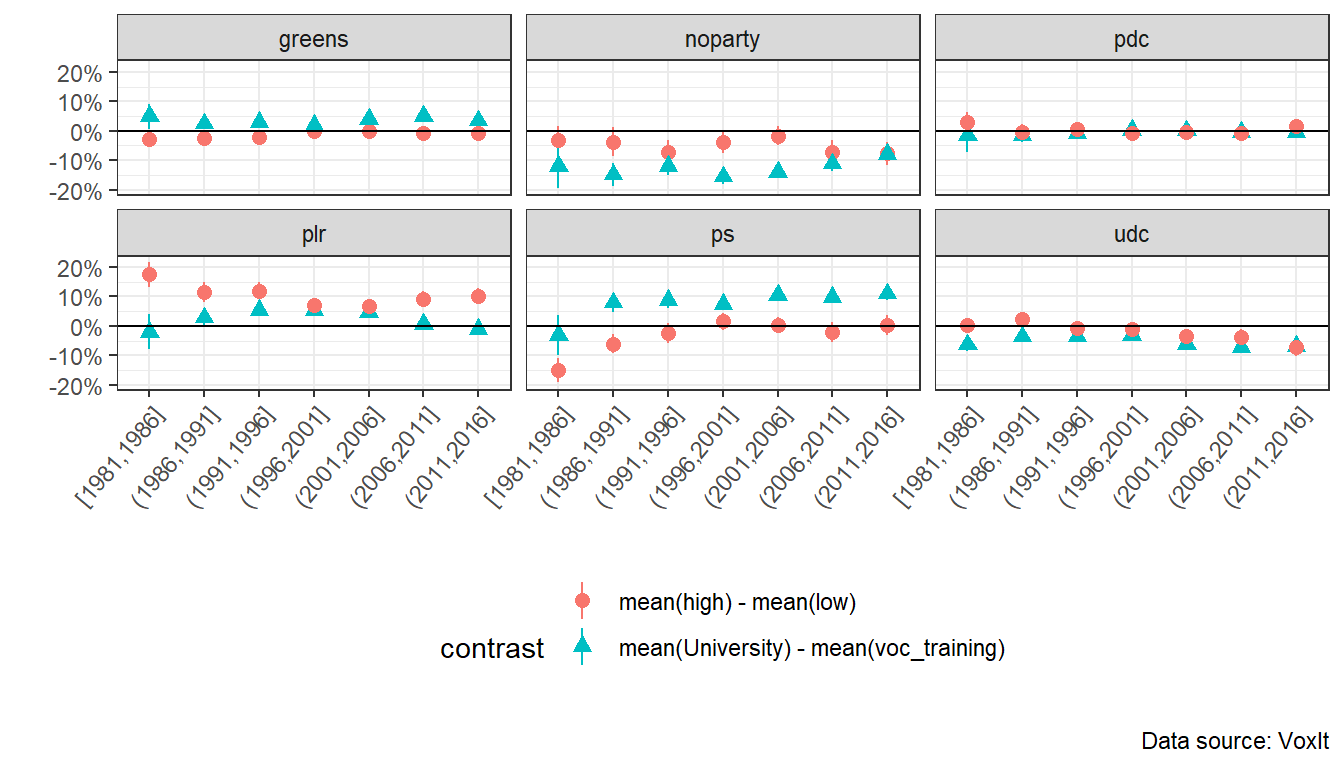 greens noparty pdc
20%
10%
0%
-10%
-20%
plr ps udc
20%
10%
0%
-10%
-20%
[1981,1986] (1986,1991] (1991,1996] (1996,2001] (2001,2006] (2006,2011] (2011,2016] [1981,1986] (1986,1991] (1991,1996] (1996,2001] (2001,2006] (2006,2011] (2011,2016] [1981,1986] (1986,1991] (1991,1996] (1996,2001] (2001,2006] (2006,2011] (2011,2016]
mean(high) - mean(low)
contrast mean(University) - mean(voc_training)
Data source: VoxIt